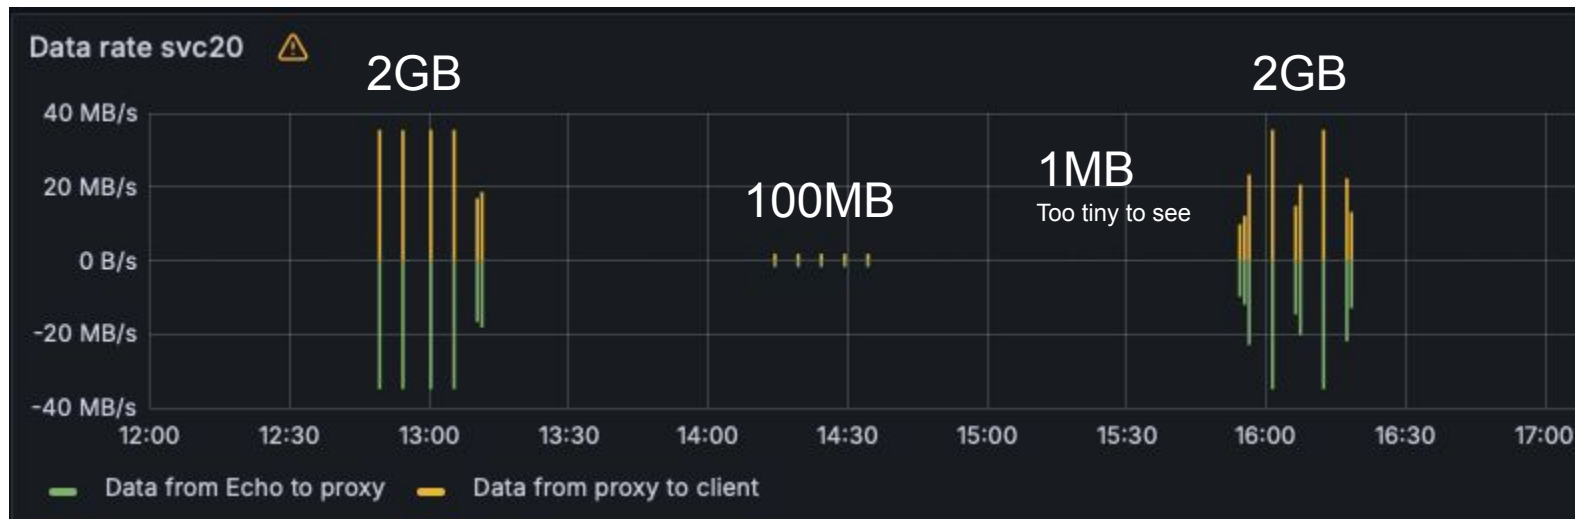 Data rate svc20
2GB
2GB
40 MB/s
1MB
20 MB/s
100MB
Too tiny to see
0 B/s
-20 MB/s
-40 MB/s
12:00 12:30 13:00 13:30 14:00 14:30 15:00 15:30 16:00 16:30 17:00
Data from Echo to proxy Data from proxy to client